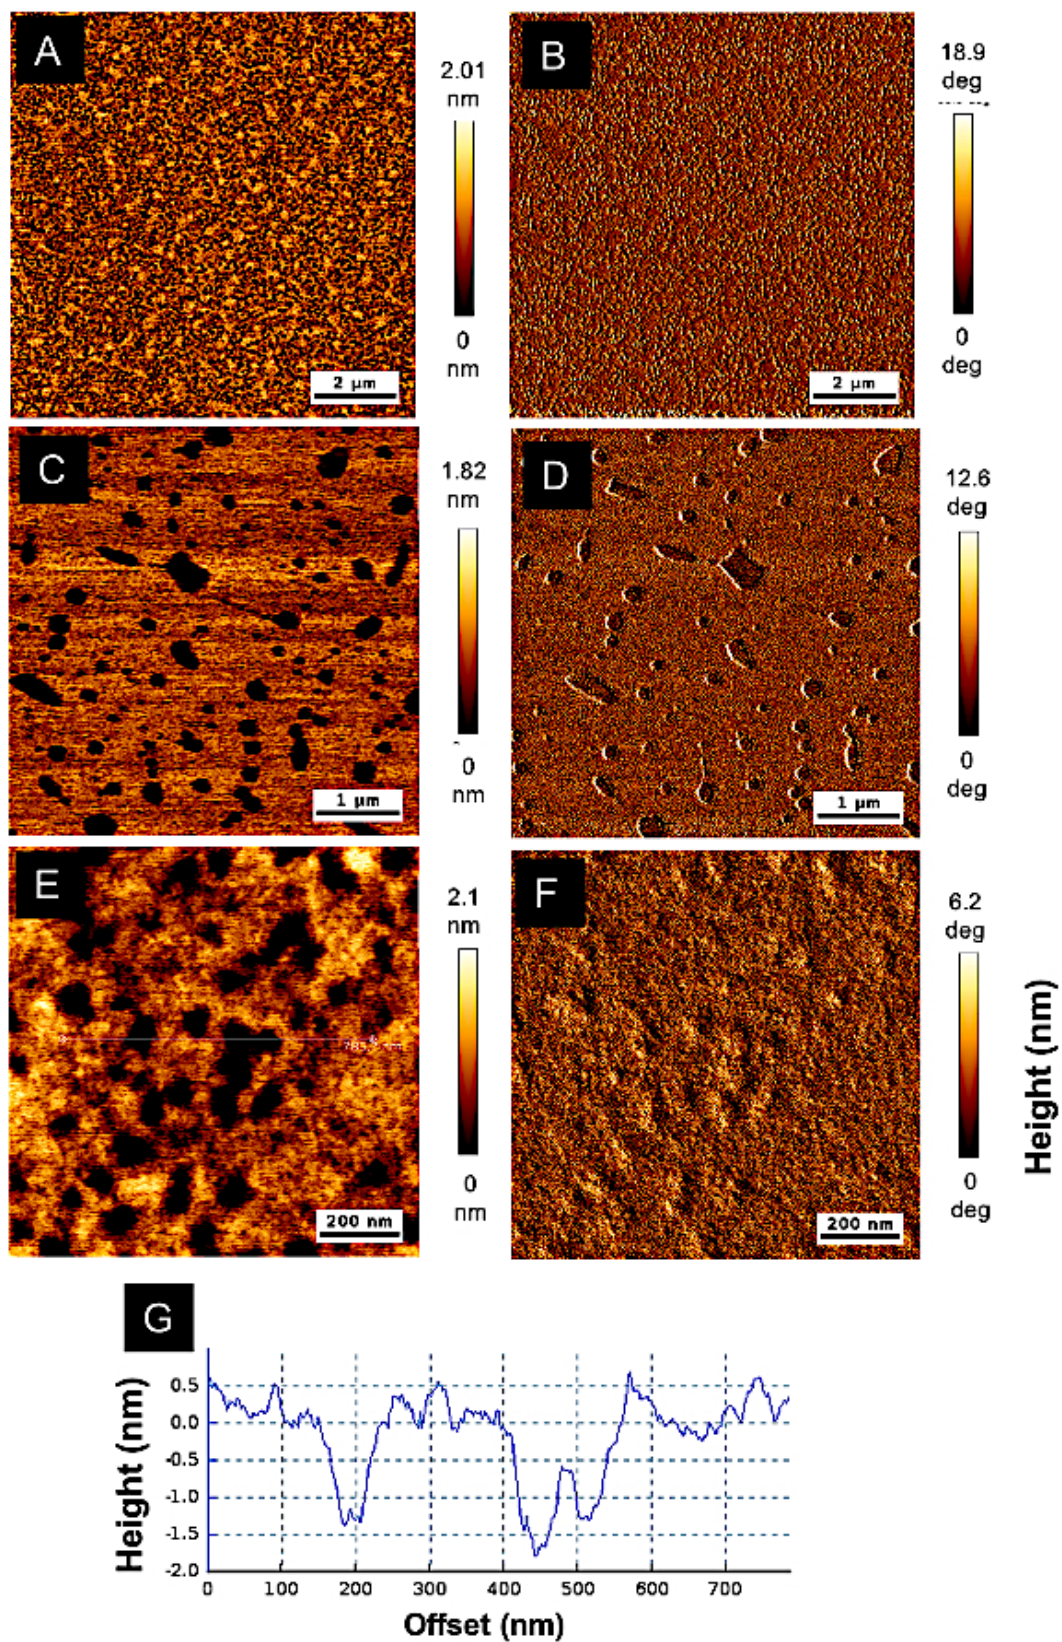 A
2.01
nm
0
nm
2 µm
B
18.9
deg
0
deg
2 µm
C
1.82
nm
0
nm
1 µm
D
12.6
deg
0
deg
1 µm
E
2.1
nm
0
nm
200 nm
F
6.2
deg
0
deg
200 nm
Height (nm)
G
Height (nm)
0.5
0.0
-0.5
-1.0
-1.5
-2.0
0 100 200 300 400 500 600 700
Offset (nm)